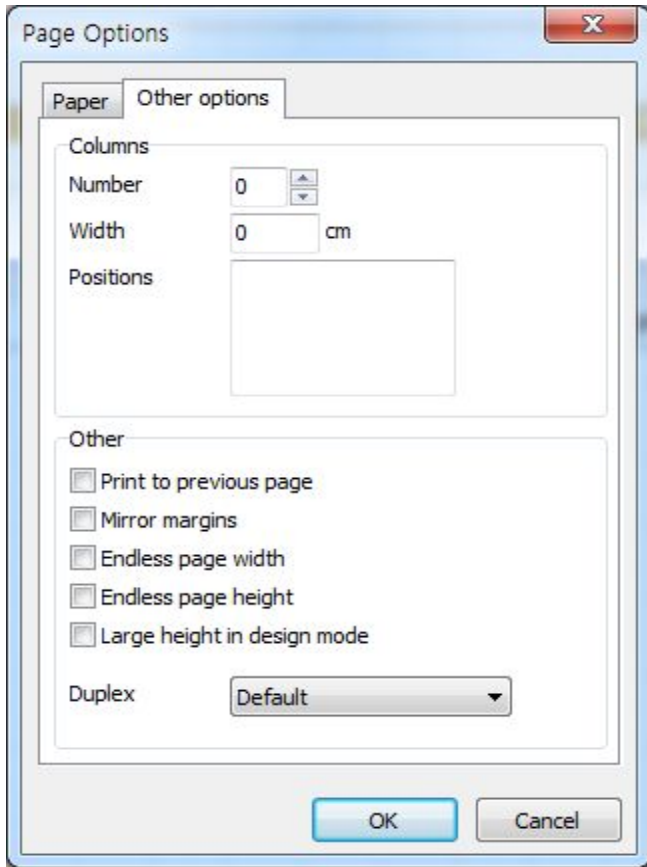 Page Options
Paper Other options
Columns
Number 0
Width 0 cm
Positions
Other
Print to previous page
Mirror margins
Endless page width
Endless page height
Large height in design mode
Duplex Default
OK Cancel